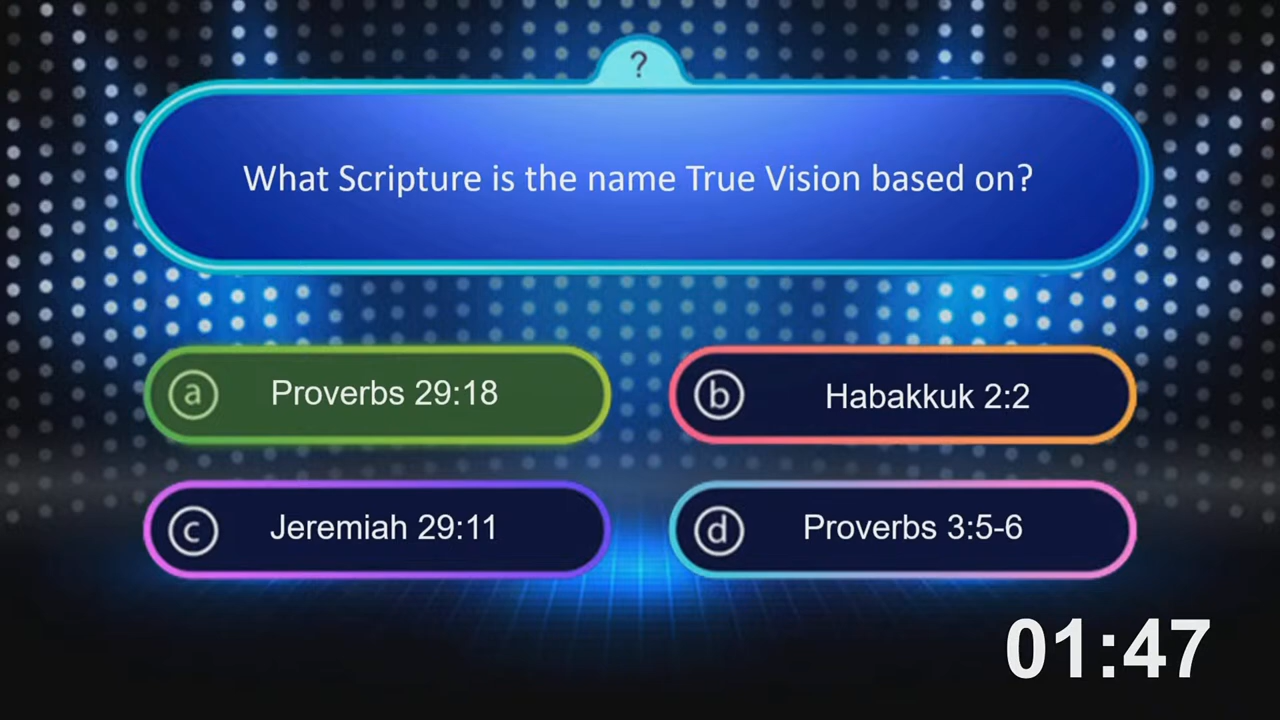 ?
What Scripture is the name True Vision based on?
a Proverbs 29:18
b Habakkuk 2:2
c Jeremiah 29:11
d Proverbs 3:5-6
01:47